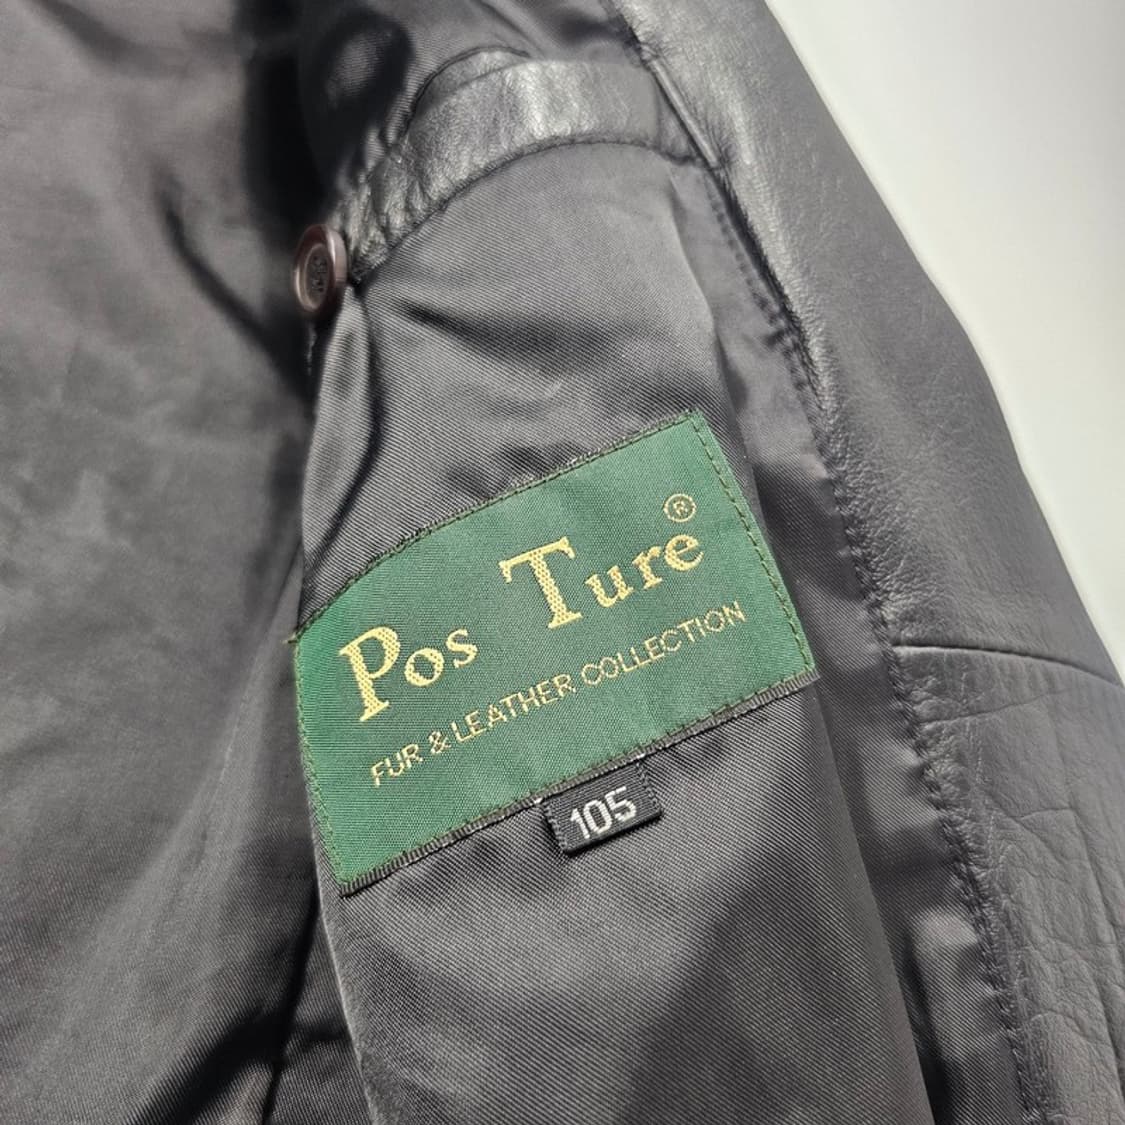 Pos Ture ®
FUR & LEATHER COLLECTION
105